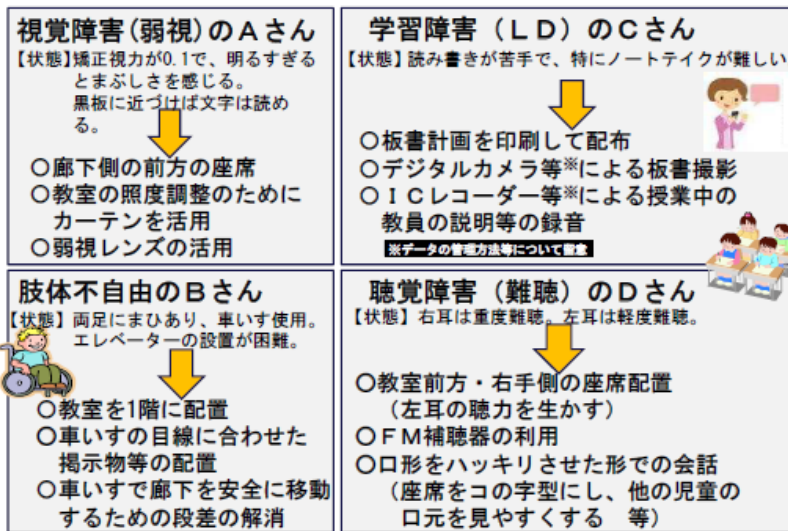 視覚障害(弱視)のAさん
【状態】矯正視力が0.1で、明るすぎる
とまぶしさを感じる。
黒板に近づけば文字は読め
る。
○廊下側の前方の座席
○教室の照度調整のために
カーテンを活用
○弱視レンズの活用
学習障害（LD）のCさん
【状態】読み書きが苦手で、特にノートテイクが難しい
○板書計画を印刷して配布
○デジタルカメラ等※による板書撮影
○ICレコーダー等※による授業中の
教員の説明等の録音
※データの管理方法等について留意
肢体不自由のBさん
【状態】両足にまひあり、車いす使用。
エレベーターの設置が困難。
○教室を1階に配置
○車いすの目線に合わせた
掲示物等の配置
○車いすで廊下を安全に移動
するための段差の解消
聴覚障害（難聴）のDさん
【状態】右耳は重度難聴。左耳は軽度難聴。
○教室前方・右手側の座席配置
（左耳の聴力を生かす）
○FM補聴器の利用
○口形をハッキリさせた形での会話
（座席をコの字型にし、他の児童の
口元を見やすくする　等）